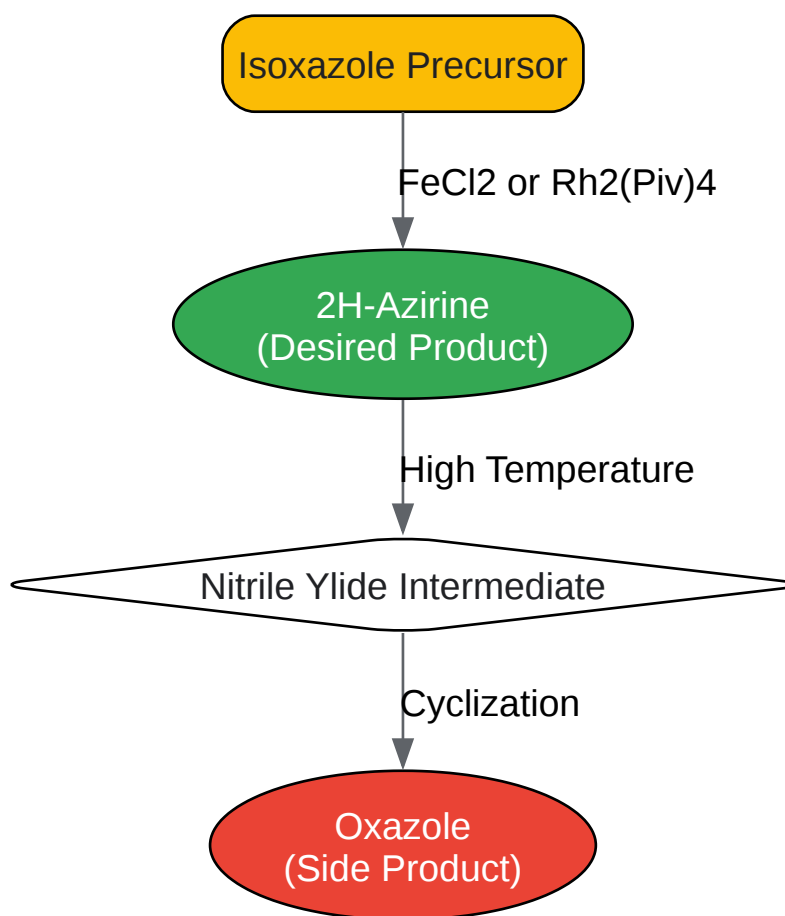 Isoxazole Precursor
FeCl2 or Rh2(Piv)4
2H-Azirine
(Desired Product)
High Temperature
Nitrile Ylide Intermediate
Cyclization
Oxazole
(Side Product)